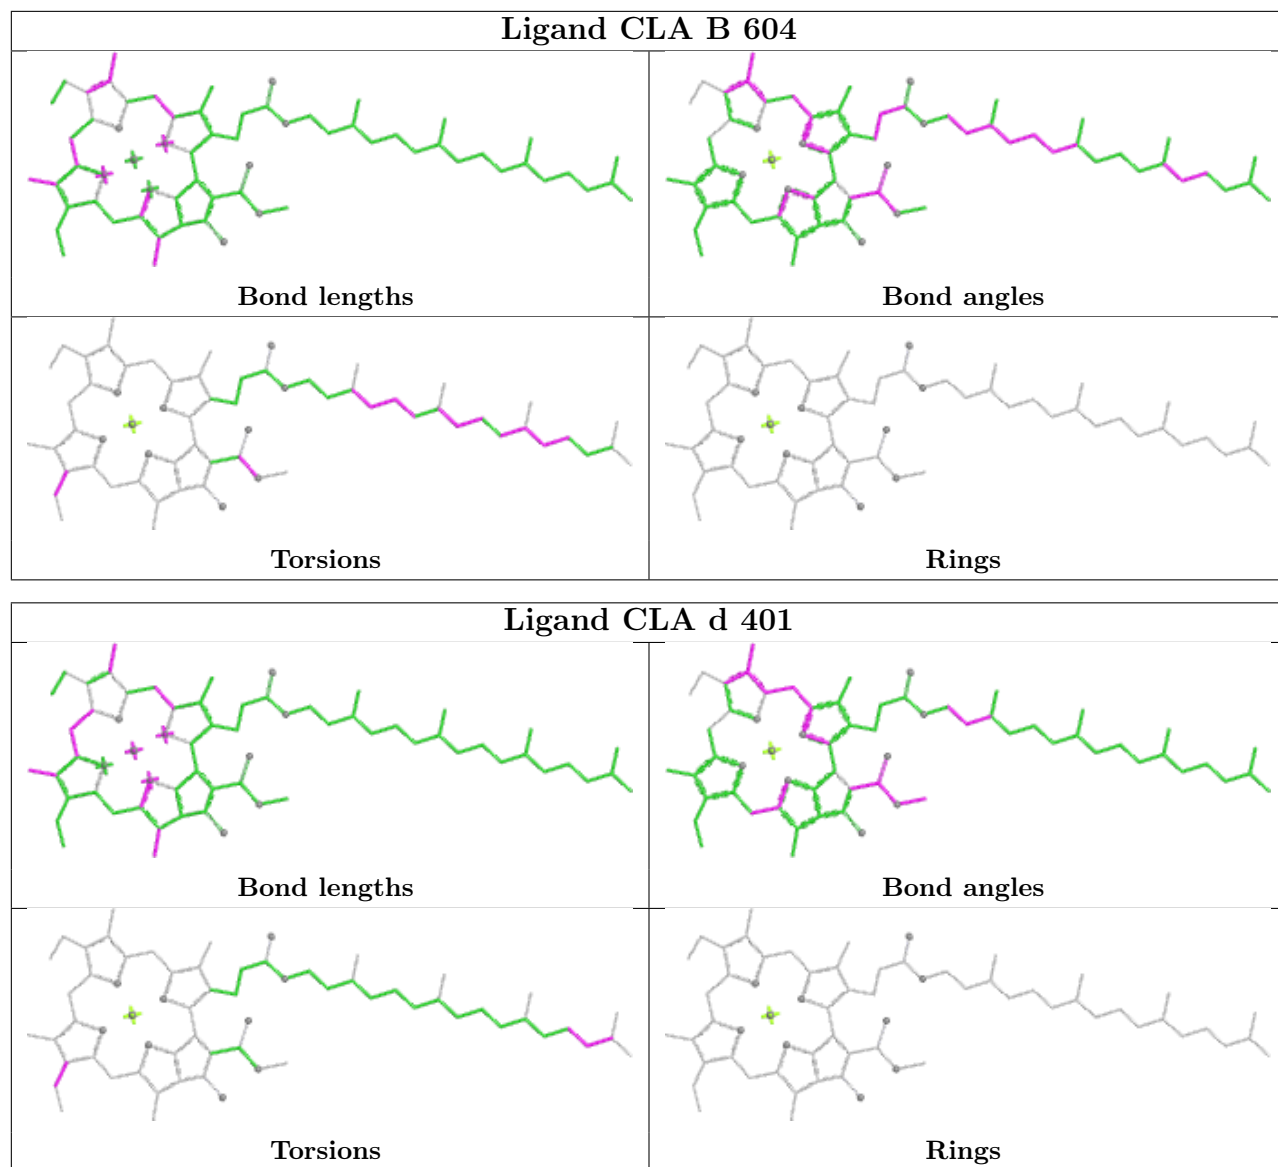 Ligand CLA B 604
Bond lengths
Bond angles
Torsions
Rings
Ligand CLA d 401
Bond lengths
Bond angles
Torsions
Rings